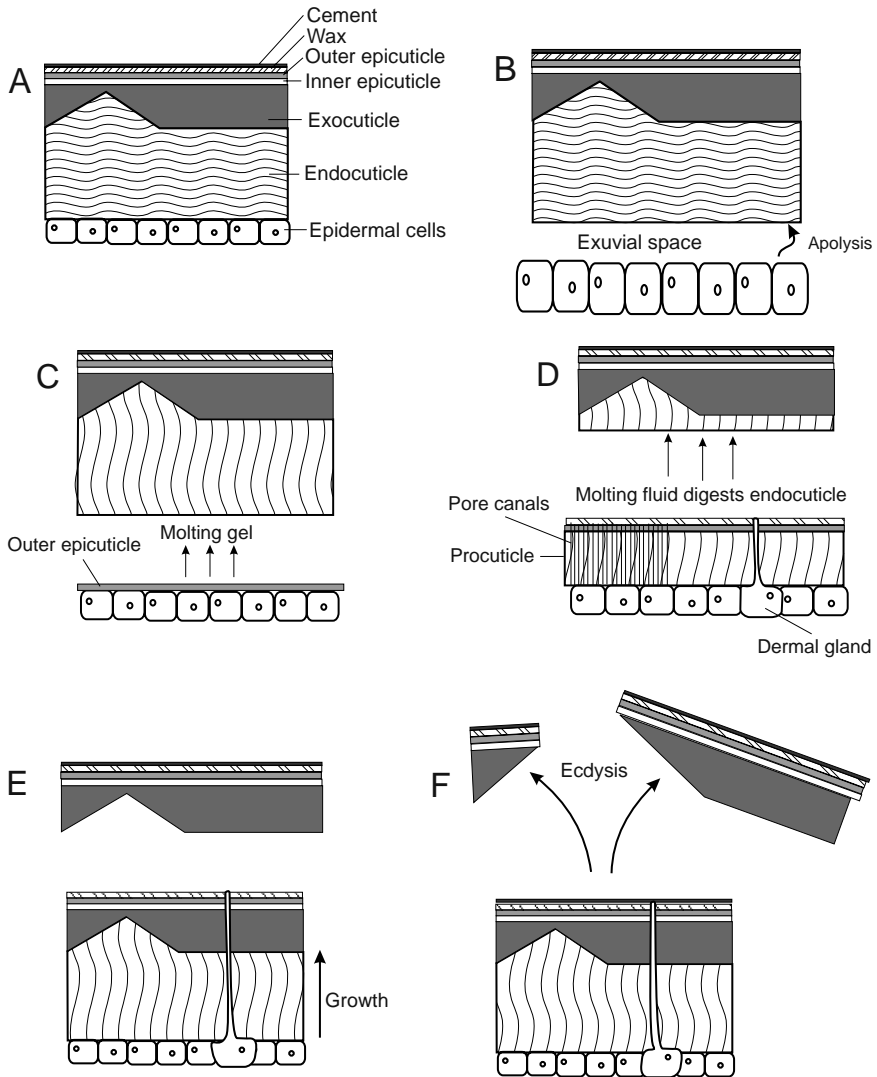 A
Cement
Wax
Outer epicuticle
Inner epicuticle
Exocuticle
Endocuticle
Epidermal cells
B
Exuvial space
Apolysis
C
Molting gel
Outer epicuticle
D
Molting fluid digests endocuticle
Pore canals
Procuticle
Dermal gland
E
Growth
F
Ecdysis